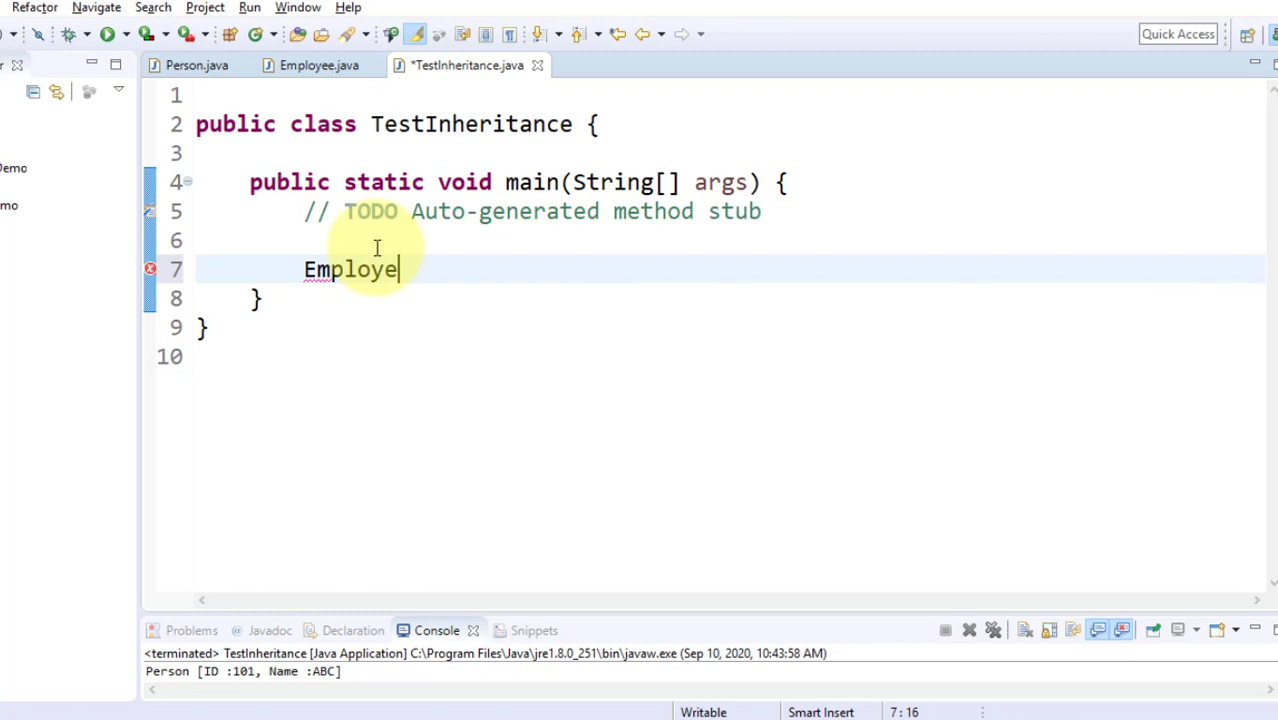 Refactor Navigate Search Project Run Window Help
Quick Access
Person.java Employee.java *TestInheritance.java
1
2 public class TestInheritance {
3
4 public static void main(String[] args) {
5 // TODO Auto-generated method stub
6
7 Employe
8 }
9 }
10
Problems @ Javadoc Declaration Console Snippets
<terminated> TestInheritance [Java Application] C:\Program Files\Java\jre1.8.0_251\bin\javaw.exe (Sep 10, 2020, 10:43:58 AM)
Person [ID :101, Name :ABC]
Writable Smart Insert 7 : 16